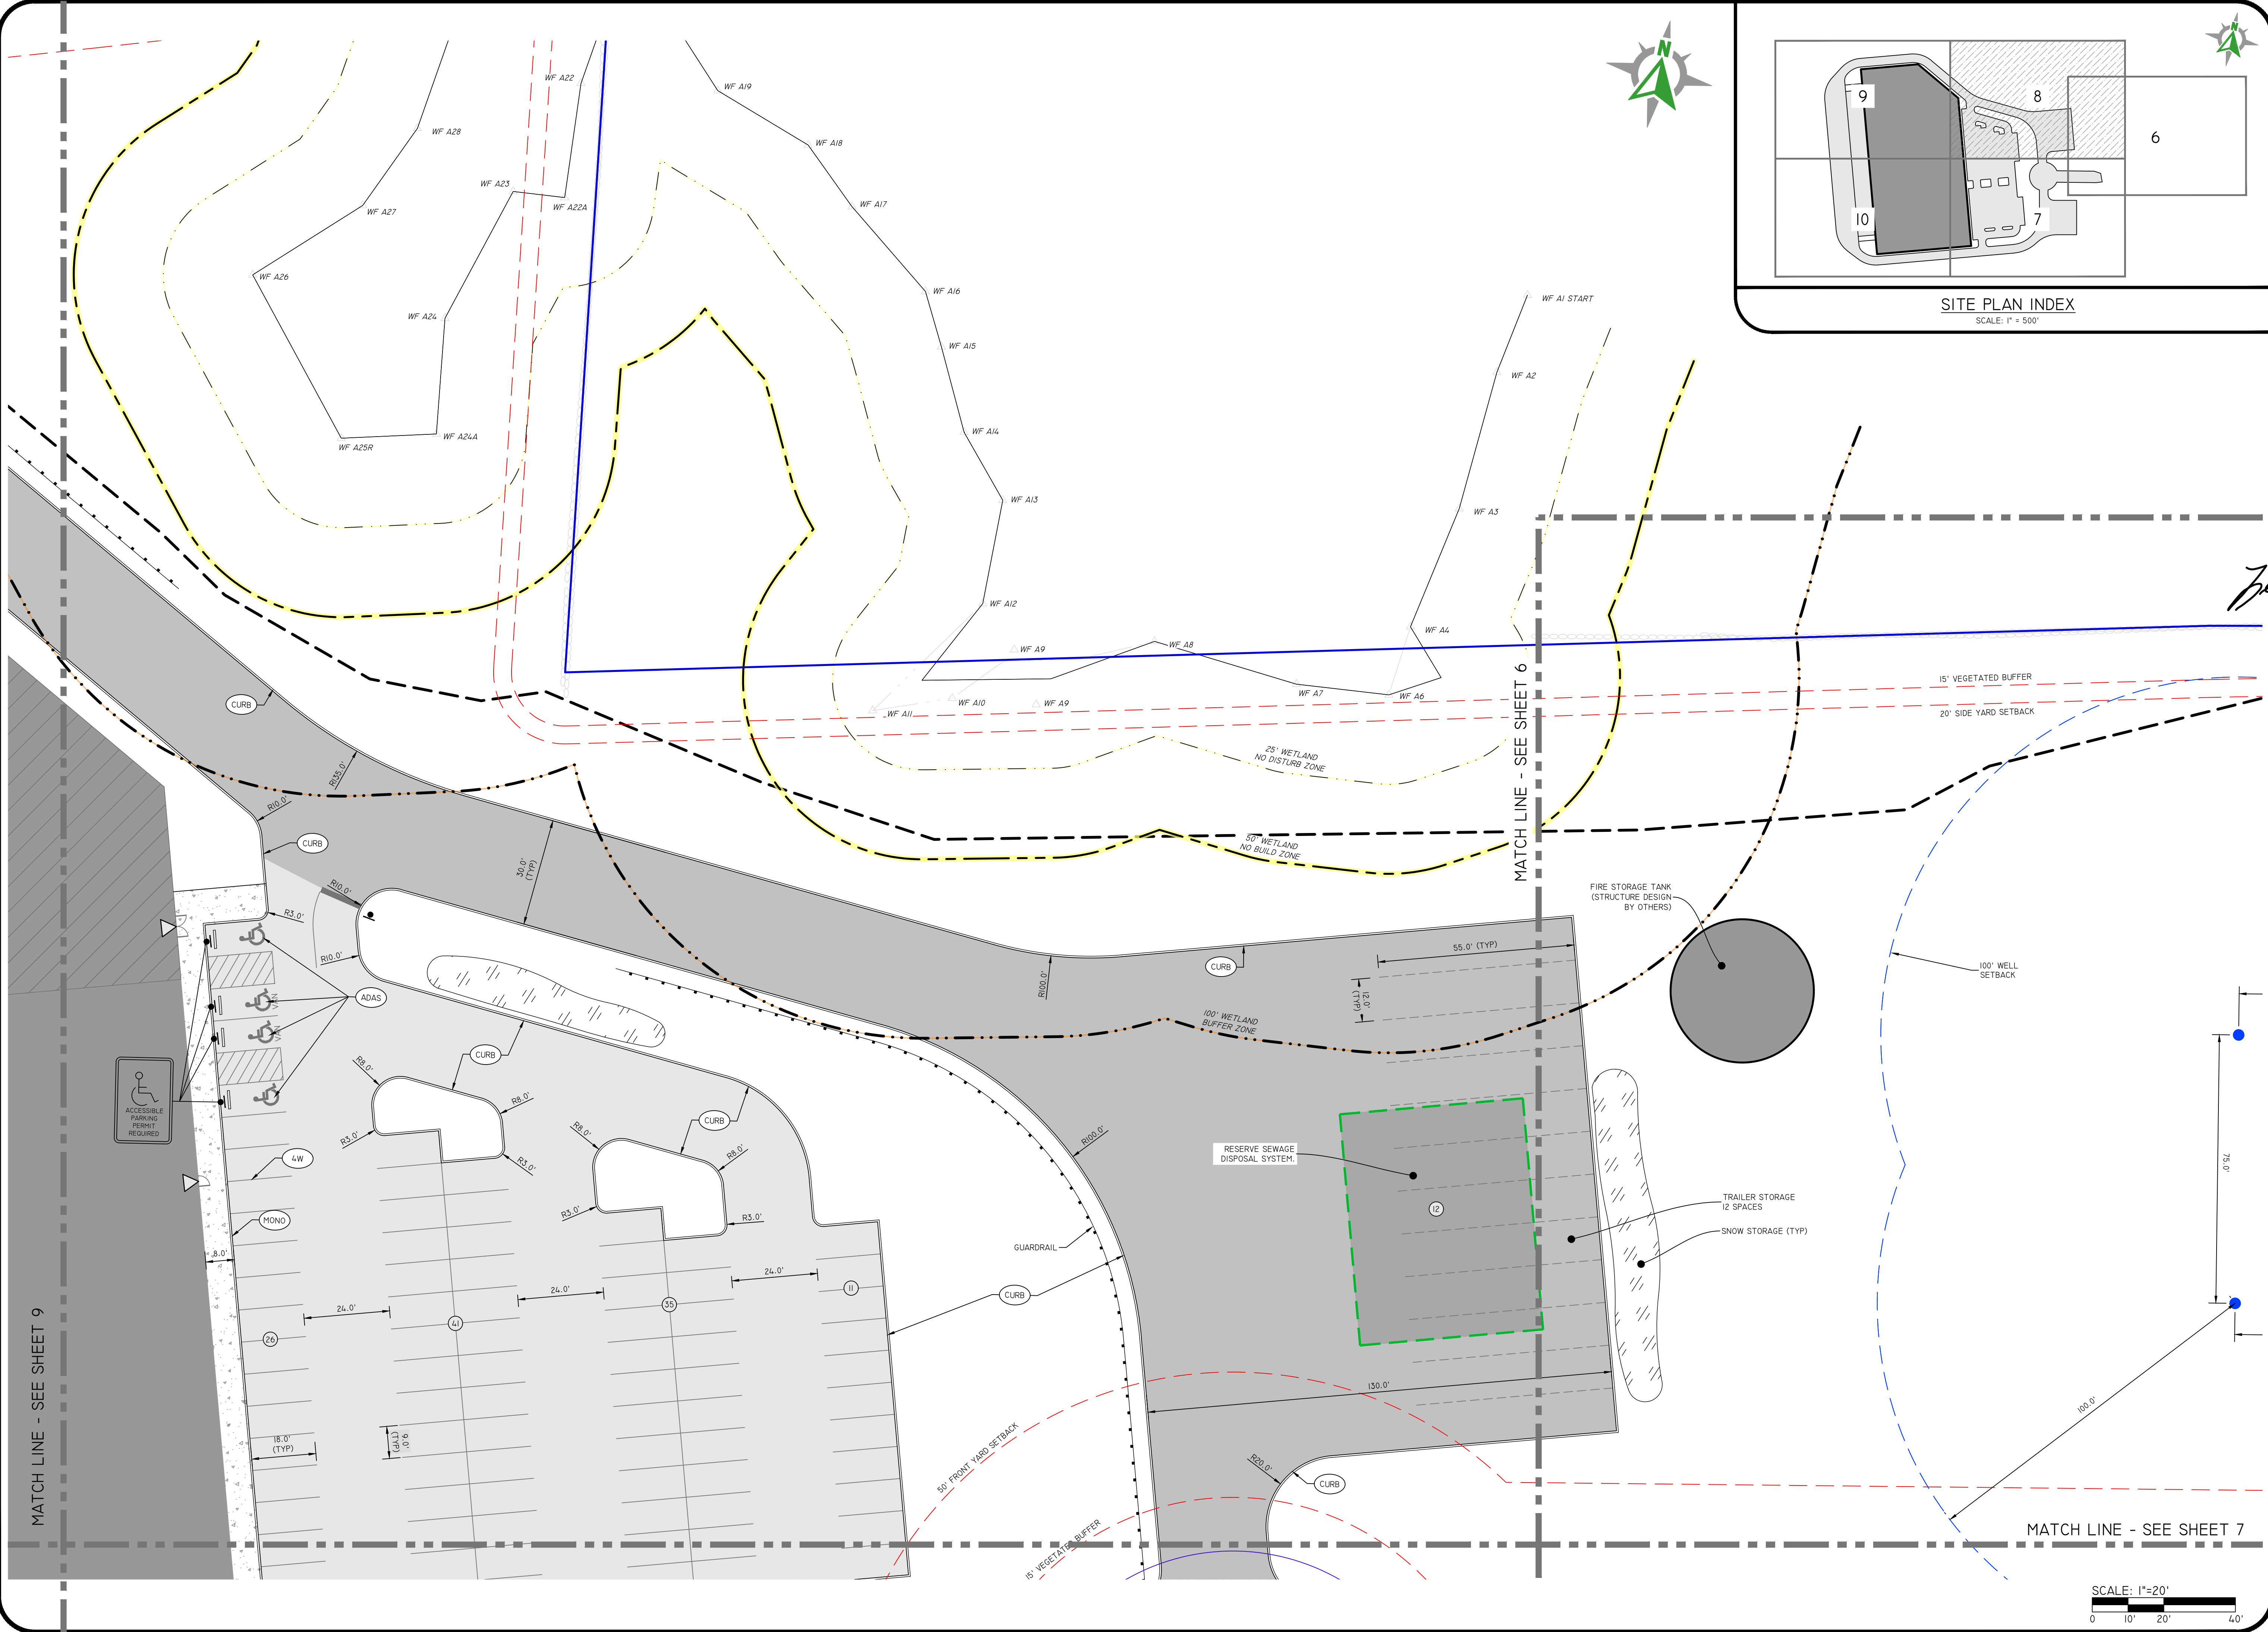 N
N
9
8
6
10
7
SITE PLAN INDEX
SCALE: 1" = 500'
WF A22
WF A19
WF A28
WF A18
WF A23
WF A27
WF A22A
WF A17
WF A26
WF A16
WF A1 START
WF A24
WF A15
WF A2
WF A14
WF A24A
WF A25R
WF A13
WF A3
WF A12
WF A4
WF A8
WF A9
WF A7
WF A6
WF A10
WF A9
WF A11
MATCH LINE - SEE SHEET 6
15' VEGETATED BUFFER
20' SIDE YARD SETBACK
CURB
R135.0'
R10.0'
25' WETLAND
NO DISTURB ZONE
CURB
30.0'
(TYP)
50' WETLAND
NO BUILD ZONE
R10.0'
R3.0'
R10.0'
FIRE STORAGE TANK
(STRUCTURE DESIGN
BY OTHERS)
55.0' (TYP)
CURB
R100.0'
12.0'
(TYP)
100' WELL
SETBACK
ADAS
VAN
VAN
100' WETLAND
BUFFER ZONE
CURB
R8.0'
R8.0'
ACCESSIBLE
PARKING
PERMIT
REQUIRED
R3.0'
R3.0'
CURB
R8.0'
R8.0'
R3.0'
R3.0'
R100.0'
RESERVE SEWAGE
DISPOSAL SYSTEM.
12
75.0'
4W
MONO
8.0'
TRAILER STORAGE
12 SPACES
SNOW STORAGE (TYP)
GUARDRAIL
CURB
24.0'
24.0'
24.0'
26
41
35
11
MATCH LINE - SEE SHEET 9
18.0'
(TYP)
9.0'
(TYP)
130.0'
100.0'
50' FRONT YARD SETBACK
R20.0'
CURB
15' VEGETATED BUFFER
MATCH LINE - SEE SHEET 7
SCALE: 1"=20'
0 10' 20' 40'